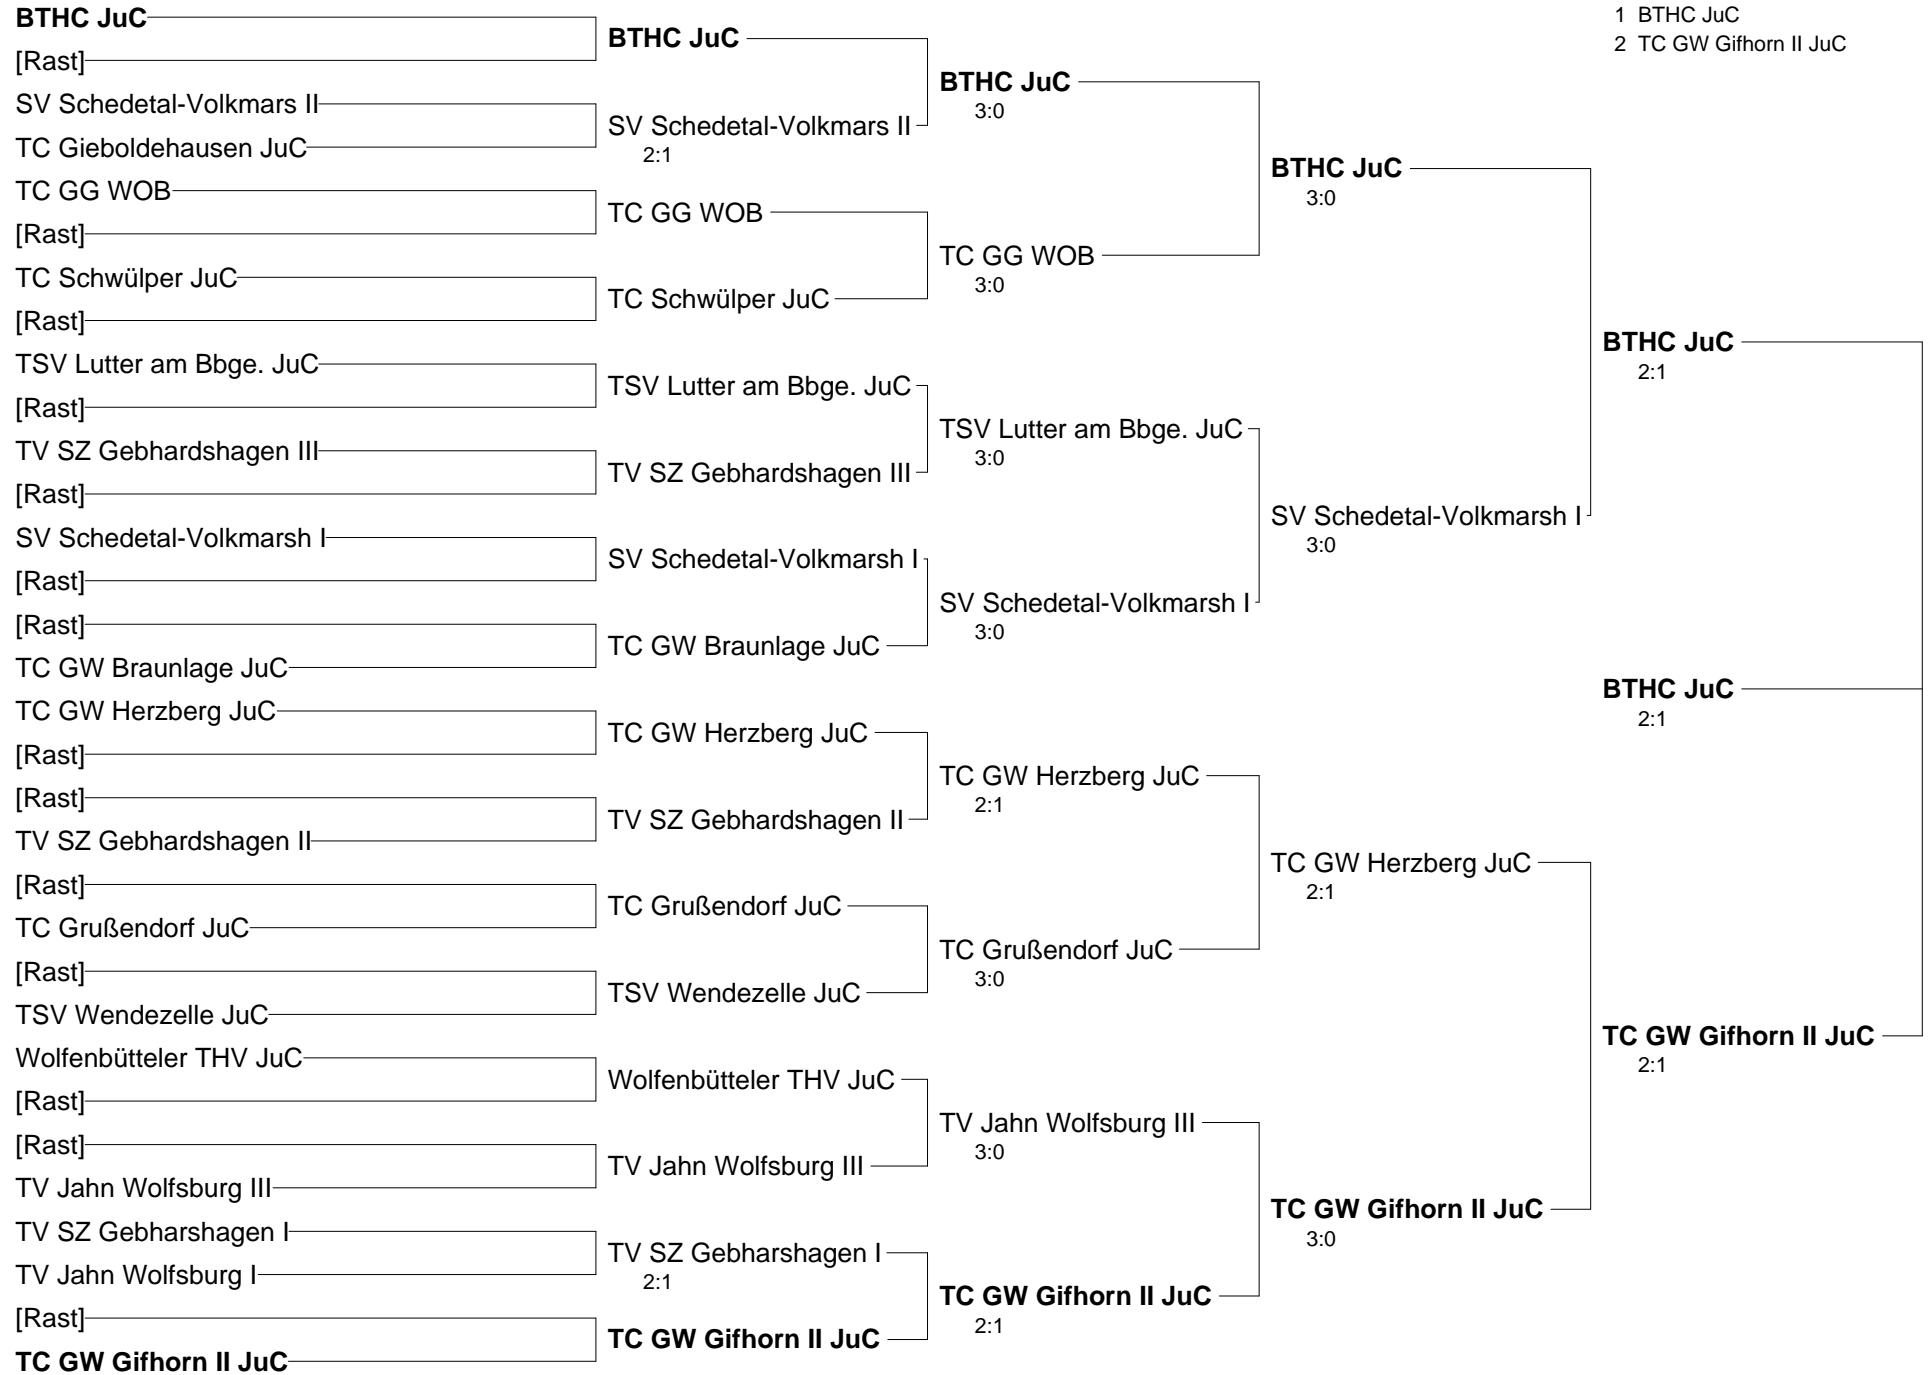 BTHC JuC
[Rast]
SV Schedetal-Volkmars II
TC Gieboldehausen JuC
TC GG WOB
[Rast]
TC Schwülper JuC
[Rast]
TSV Lutter am Bbge. JuC
[Rast]
TV SZ Gebhardshagen III
[Rast]
SV Schedetal-Volkmarsh I
[Rast]
[Rast]
TC GW Braunlage JuC
TC GW Herzberg JuC
[Rast]
[Rast]
TV SZ Gebhardshagen II
[Rast]
TC Grußendorf JuC
[Rast]
TSV Wendezelle JuC
Wolfenbütteler THV JuC
[Rast]
[Rast]
TV Jahn Wolfsburg III
TV SZ Gebharshagen I
TV Jahn Wolfsburg I
[Rast]
TC GW Gifhorn II JuC
BTHC JuC
SV Schedetal-Volkmars II
2:1
TC GG WOB
TC Schwülper JuC
TSV Lutter am Bbge. JuC
TV SZ Gebhardshagen III
SV Schedetal-Volkmarsh I
TC GW Braunlage JuC
TC GW Herzberg JuC
TV SZ Gebhardshagen II
TC Grußendorf JuC
TSV Wendezelle JuC
Wolfenbütteler THV JuC
TV Jahn Wolfsburg III
TV SZ Gebharshagen I
2:1
TC GW Gifhorn II JuC
BTHC JuC
3:0
TC GG WOB
3:0
TSV Lutter am Bbge. JuC
3:0
SV Schedetal-Volkmarsh I
3:0
TC GW Herzberg JuC
2:1
TC Grußendorf JuC
3:0
TV Jahn Wolfsburg III
3:0
TC GW Gifhorn II JuC
2:1
BTHC JuC
3:0
SV Schedetal-Volkmarsh I
3:0
TC GW Herzberg JuC
2:1
TC GW Gifhorn II JuC
3:0
1 BTHC JuC
2 TC GW Gifhorn II JuC
BTHC JuC
2:1
BTHC JuC
2:1
TC GW Gifhorn II JuC
2:1